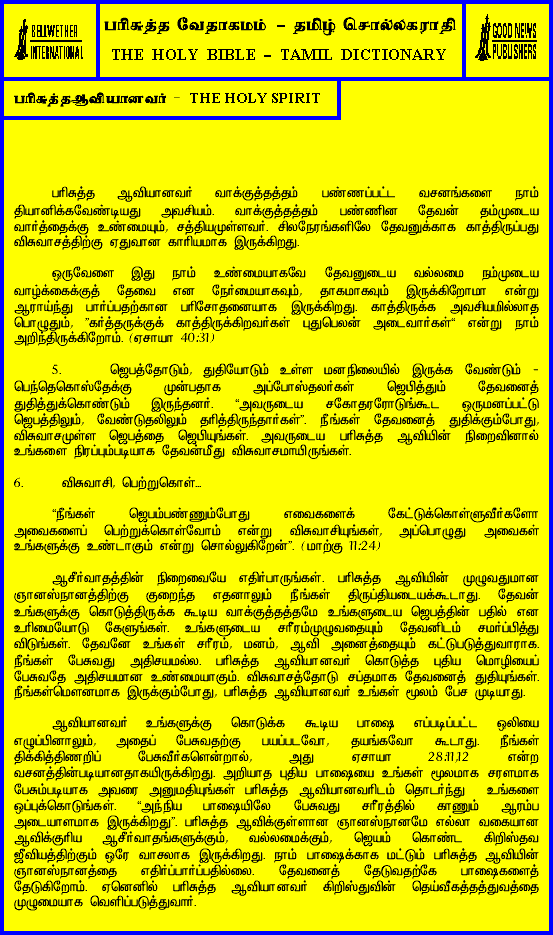 BELLWETHER
INTERNATIONAL
பரிசுத்த வேதாகமம் – தமிழ் சொல்லகராதி
THE HOLY BIBLE – TAMIL DICTIONARY
GOOD NEWS
PUBLISHERS
பரிசுத்தஆவியானவர் – THE HOLY SPIRIT
பரிசுத்த ஆவியானவர் வாக்குத்தத்தம் பண்ணப்பட்ட வசனங்களை நாம்
தியானிக்கவேண்டியது அவசியம். வாக்குத்தத்தம் பண்ணின தேவன் தம்முடைய
வார்த்தைக்கு உண்மையும், சத்தியமுள்ளவர். சிலநேரங்களிலே தேவனுக்காக காத்திருப்பது
விசுவாசத்திற்கு ஏதுவான காரியமாக இருக்கிறது.
ஒருவேளை இது நாம் உண்மையாகவே தேவனுடைய வல்லமை நம்முடைய
வாழ்க்கைக்குத் தேவை என நேர்மையாகவும், தாகமாகவும் இருக்கிறோமா என்று
ஆராய்ந்து பார்ப்பதற்கான பரிசோதனையாக இருக்கிறது. காத்திருக்க அவசியமில்லாத
பொழுதும், "கர்த்தருக்குக் காத்திருக்கிறவர்கள் புதுபெலன் அடைவார்கள்" என்று நாம்
அறிந்திருக்கிறோம். (ஏசாயா 40:31)
5. ஜெபத்தோடும், துதியோடும் உள்ள மனநிலையில் இருக்க வேண்டும் –
பெந்தெகொஸ்தேக்கு முன்பதாக அப்போஸ்தலர்கள் ஜெபித்தும் தேவனைத்
துதித்துக்கொண்டும் இருந்தனர். "அவருடைய சகோதரரோடுங்கூட ஒருமனப்பட்டு
ஜெபத்திலும், வேண்டுதலிலும் தரித்திருந்தார்கள்". நீங்கள் தேவனைத் துதிக்கும்போது,
விசுவாசமுள்ள ஜெபத்தை ஜெபியுங்கள். அவருடைய பரிசுத்த ஆவியின் நிறைவினால்
உங்களை நிரப்பும்படியாக தேவன்மீது விசுவாசமாயிருங்கள்.
6. விசுவாசி, பெற்றுகொள்...
"நீங்கள் ஜெபம்பண்ணும்போது எவைகளைக் கேட்டுக்கொள்ளுவீர்களோ
அவைகளைப் பெற்றுக்கொள்வோம் என்று விசுவாசியுங்கள், அப்பொழுது அவைகள்
உங்களுக்கு உண்டாகும் என்று சொல்லுகிறேன்". (மாற்கு 11:24)
ஆசீர்வாதத்தின் நிறைவையே எதிர்பாருங்கள். பரிசுத்த ஆவியின் முழுவதுமான
ஞானஸ்நானத்திற்கு குறைந்த எதனாலும் நீங்கள் திருப்தியடையக்கூடாது. தேவன்
உங்களுக்கு கொடுத்திருக்க கூடிய வாக்குத்தத்தமே உங்களுடைய ஜெபத்தின் பதில் என
உரிமையோடு கேளுங்கள். உங்களுடைய சரீரம்முழுவதையும் தேவனிடம் சமர்ப்பித்து
விடுங்கள். தேவனே உங்கள் சரீரம், மனம், ஆவி அனைத்தையும் கட்டுபடுத்துவாராக.
நீங்கள் பேசுவது அதிசயமல்ல. பரிசுத்த ஆவியானவர் கொடுத்த புதிய மொழியைப்
பேசுவதே அதிசயமான உண்மையாகும். விசுவாசத்தோடு சப்தமாக தேவனைத் துதியுங்கள்.
நீங்கள்மௌனமாக இருக்கும்போது, பரிசுத்த ஆவியானவர் உங்கள் மூலம் பேச முடியாது.
ஆவியானவர் உங்களுக்கு கொடுக்க கூடிய பாஷை எப்படிப்பட்ட ஒலியை
எழுப்பினாலும், அதைப் பேசுவதற்கு பயப்படவோ, தயங்கவோ கூடாது. நீங்கள்
திக்கித்திணறிப் பேசுவீர்களென்றால், அது ஏசாயா 28:11,12 என்ற
வசனத்தின்படியானதாகயிருக்கிறது. அறியாத புதிய பாஷையை உங்கள் மூலமாக சரளமாக
பேசும்படியாக அவரை அனுமதியுங்கள் பரிசுத்த ஆவியானவரிடம் தொடர்ந்து உங்களை
ஒப்புக்கொடுங்கள். "அந்நிய பாஷையிலே பேசுவது சரீரத்தில் காணும் ஆரம்ப
அடையாளமாக இருக்கிறது". பரிசுத்த ஆவிக்குள்ளான ஞானஸ்நானமே எல்லா வகையான
ஆவிக்குரிய ஆசீர்வாதங்களுக்கும், வல்லமைக்கும், ஜெயம் கொண்ட கிறிஸ்தவ
ஜீவியத்திற்கும் ஒரே வாசலாக இருக்கிறது. நாம் பாஷைக்காக மட்டும் பரிசுத்த ஆவியின்
ஞானஸ்நானத்தை எதிர்ப்பார்ப்பதில்லை. தேவனைத் தேடுவதற்கே பாஷைகளைத்
தேடுகிறோம். ஏனெனில் பரிசுத்த ஆவியானவர் கிறிஸ்துவின் தெய்வீகத்தத்துவத்தை
முழுமையாக வெளிப்படுத்துவார்.